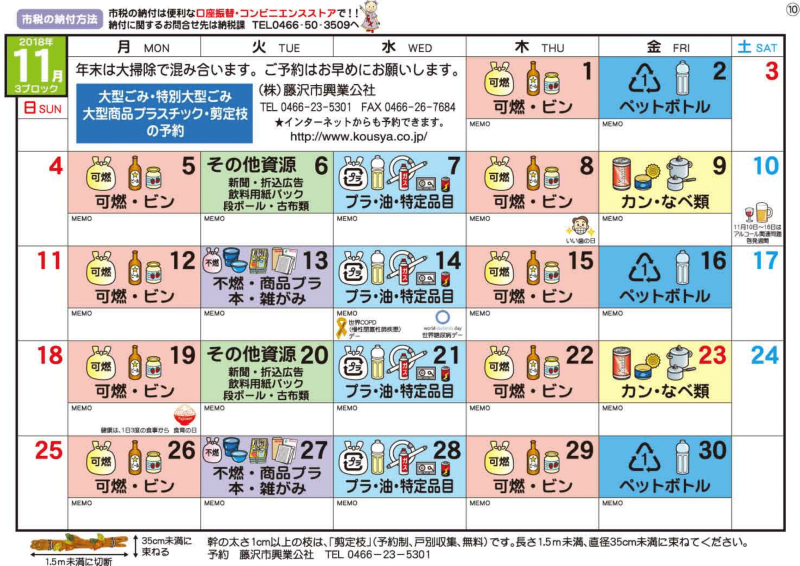 ⑩
市税の納付方法
市税の納付は便利な口座振替・コンビニエンスストアで!!
納付に関するお問合せ先は納税課 TEL0466-50-3509へ
2018年
11月
3ブロック
日 SUN
月 MON
火 TUE
水 WED
木 THU
金 FRI
土 SAT
年末は大掃除で混み合います。ご予約はお早めにお願いします。
大型ごみ・特別大型ごみ
大型商品プラスチック・剪定枝
の予約
(株)藤沢市興業公社
TEL 0466-23-5301 FAX 0466-26-7684
★インターネットからも予約できます。
http://www.kousya.co.jp/
1
可燃
可燃・ビン
MEMO
2
1
ペットボトル
MEMO
3
4
5
可燃
可燃・ビン
MEMO
その他資源 6
新聞・折込広告
飲料用紙パック
段ボール・古布類
MEMO
7
プラ
プラ・油・特定品目
MEMO
8
可燃
可燃・ビン
MEMO
いい歯の日
9
カン・なべ類
MEMO
10
11月10日~16日は
アルコール関連問題
啓発週間
11
12
可燃
可燃・ビン
MEMO
13
不燃
不燃・商品プラ
本・雑がみ
MEMO
14
プラ
プラ・油・特定品目
MEMO
世界COPD
(慢性閉塞性肺疾患)
デー
world diabetes day
世界糖尿病デー
15
可燃
可燃・ビン
MEMO
16
1
ペットボトル
MEMO
17
18
19
可燃
可燃・ビン
MEMO
健康は、1日3度の食事から 食育の日
その他資源 20
新聞・折込広告
飲料用紙パック
段ボール・古布類
MEMO
21
プラ
プラ・油・特定品目
MEMO
22
可燃
可燃・ビン
MEMO
23
カン・なべ類
MEMO
24
25
26
可燃
可燃・ビン
MEMO
27
不燃
不燃・商品プラ
本・雑がみ
MEMO
28
プラ
プラ・油・特定品目
MEMO
29
可燃
可燃・ビン
MEMO
30
1
ペットボトル
MEMO
35cm未満に
束ねる
1.5m未満に切断
幹の太さ1cm以上の枝は、「剪定枝」(予約制、戸別収集、無料)です。長さ1.5m未満、直径35cm未満に束ねてください。
予約 藤沢市興業公社 TEL 0466-23-5301